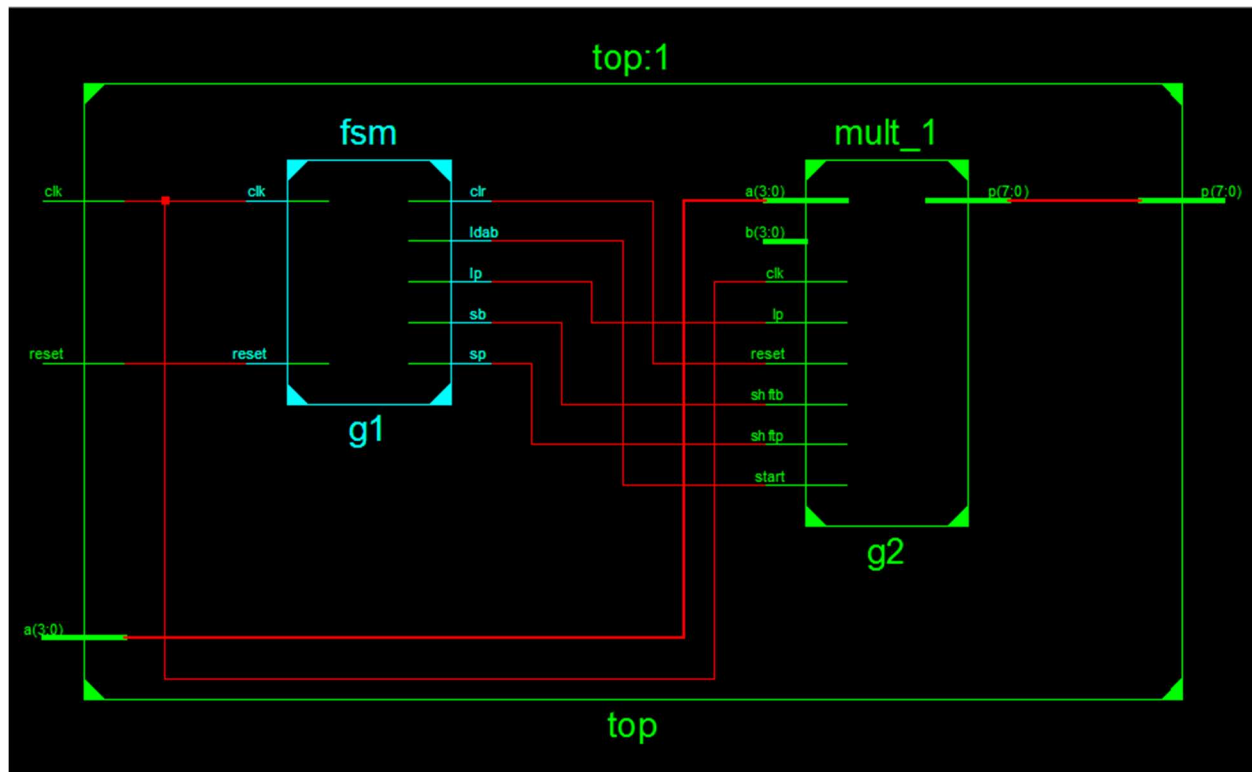 top:1
fsm
mult_1
clk
clk
clr
a(3:0)
p(7:0)
p(7:0)
ldab
b(3:0)
lp
clk
sb
lp
reset
reset
sp
reset
shftb
shftp
start
g1
g2
a(3:0)
top